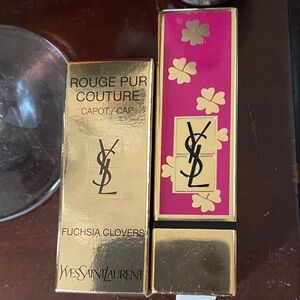 ROUGE PUR
COUTURE
CAPOT / CAP
YSL
FUCHSIA CLOVERS
YVESSAINTLAURENT
YSL